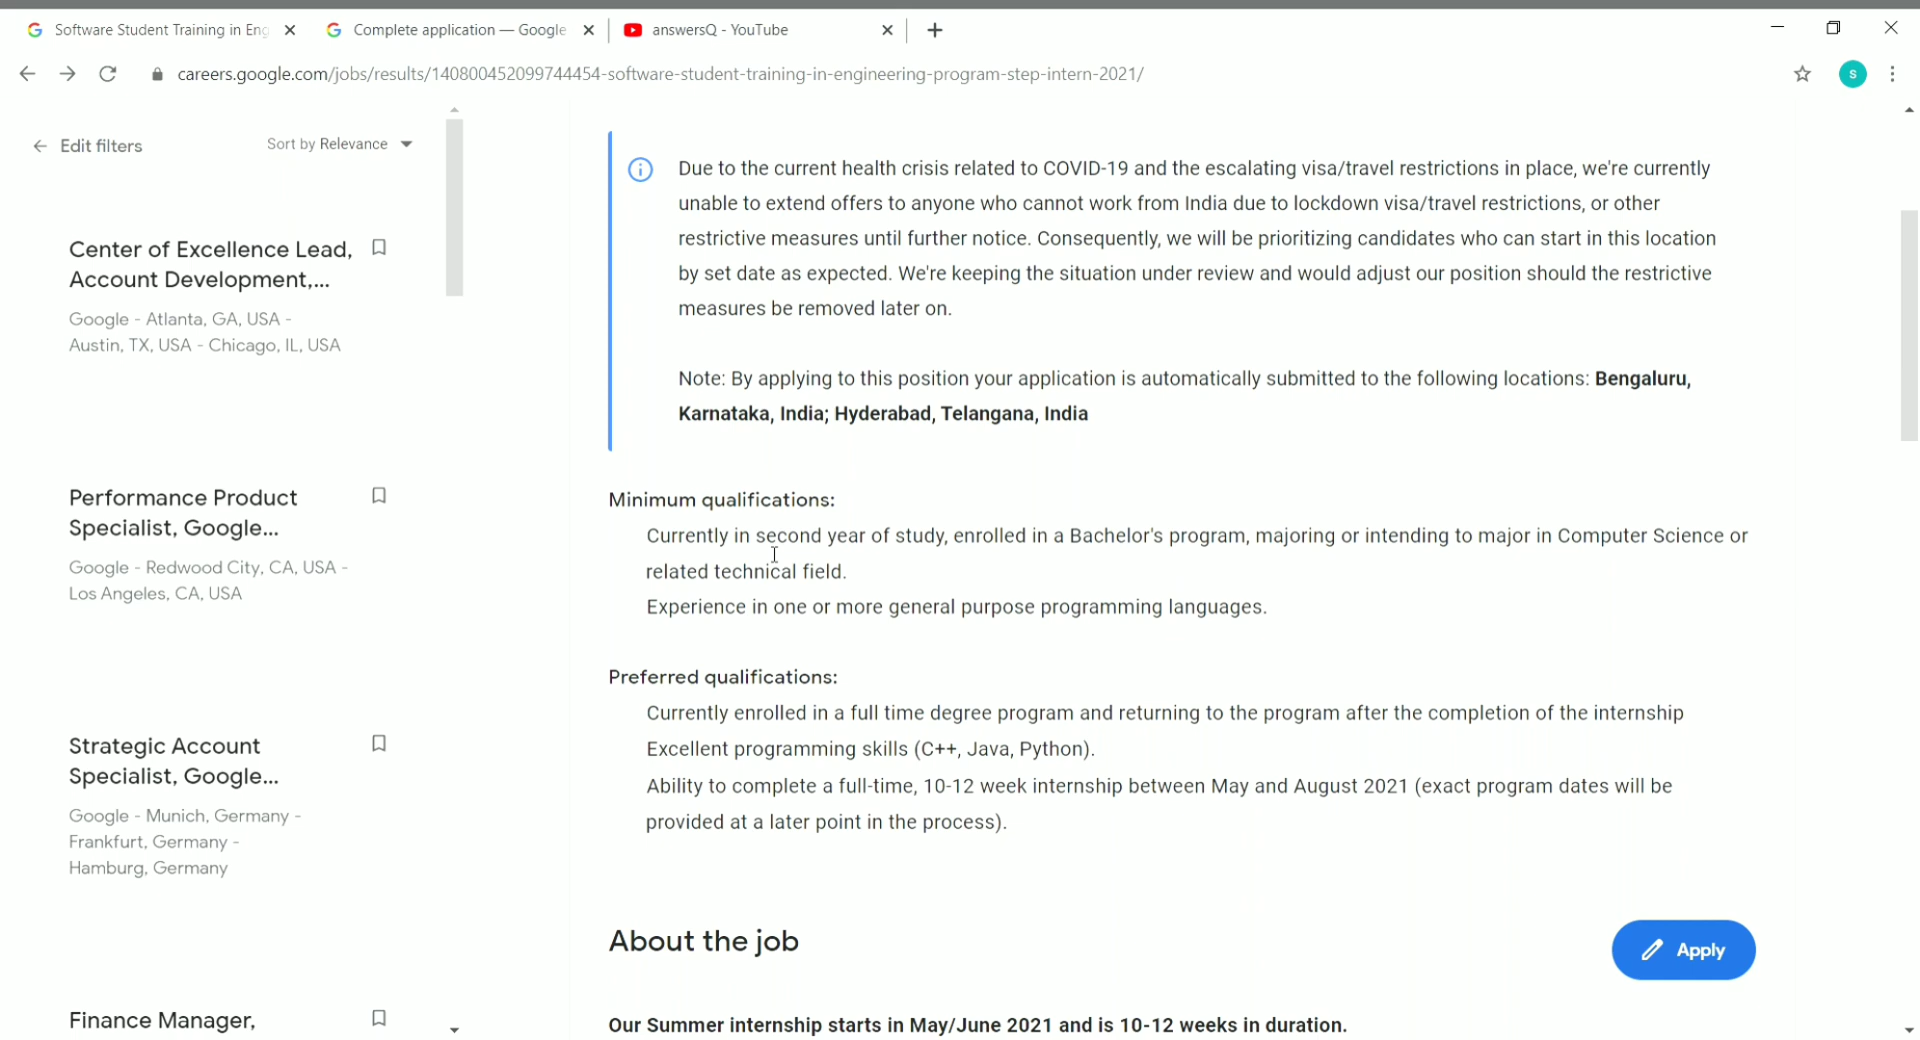 Software Student Training in Eng
Complete application — Google
answersQ - YouTube
careers.google.com/jobs/results/140800452099744454-software-student-training-in-engineering-program-step-intern-2021/
S
Edit filters
Sort by Relevance
Center of Excellence Lead,
Account Development,...
Google - Atlanta, GA, USA -
Austin, TX, USA - Chicago, IL, USA
Performance Product
Specialist, Google...
Google - Redwood City, CA, USA -
Los Angeles, CA, USA
Strategic Account
Specialist, Google...
Google - Munich, Germany -
Frankfurt, Germany -
Hamburg, Germany
Finance Manager,
Due to the current health crisis related to COVID-19 and the escalating visa/travel restrictions in place, we're currently
unable to extend offers to anyone who cannot work from India due to lockdown visa/travel restrictions, or other
restrictive measures until further notice. Consequently, we will be prioritizing candidates who can start in this location
by set date as expected. We're keeping the situation under review and would adjust our position should the restrictive
measures be removed later on.
Note: By applying to this position your application is automatically submitted to the following locations: Bengaluru,
Karnataka, India; Hyderabad, Telangana, India
Minimum qualifications:
Currently in second year of study, enrolled in a Bachelor's program, majoring or intending to major in Computer Science or
related technical field.
Experience in one or more general purpose programming languages.
Preferred qualifications:
Currently enrolled in a full time degree program and returning to the program after the completion of the internship
Excellent programming skills (C++, Java, Python).
Ability to complete a full-time, 10-12 week internship between May and August 2021 (exact program dates will be
provided at a later point in the process).
About the job
Apply
Our Summer internship starts in May/June 2021 and is 10-12 weeks in duration.